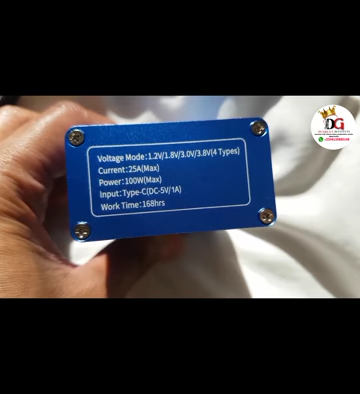 DG
Voltage Mode:1.2V/1.8V/3.0V/3.8V(4 Types)
Current:25A(Max)
Power:100W(Max)
Input:Type-C(DC-5V/1A)
Work Time:168hrs